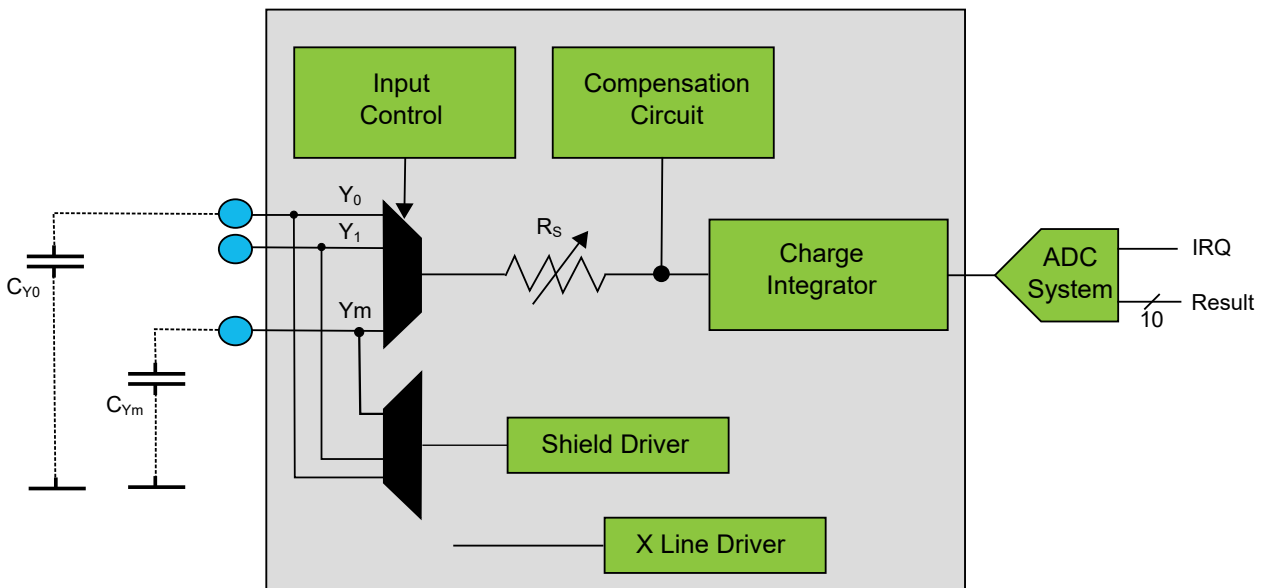 Input
Control
Compensation
Circuit
Y0
Y1
RS
Charge
Integrator
ADC
System
IRQ
Result
10
CY0
Ym
CYm
Shield Driver
X Line Driver